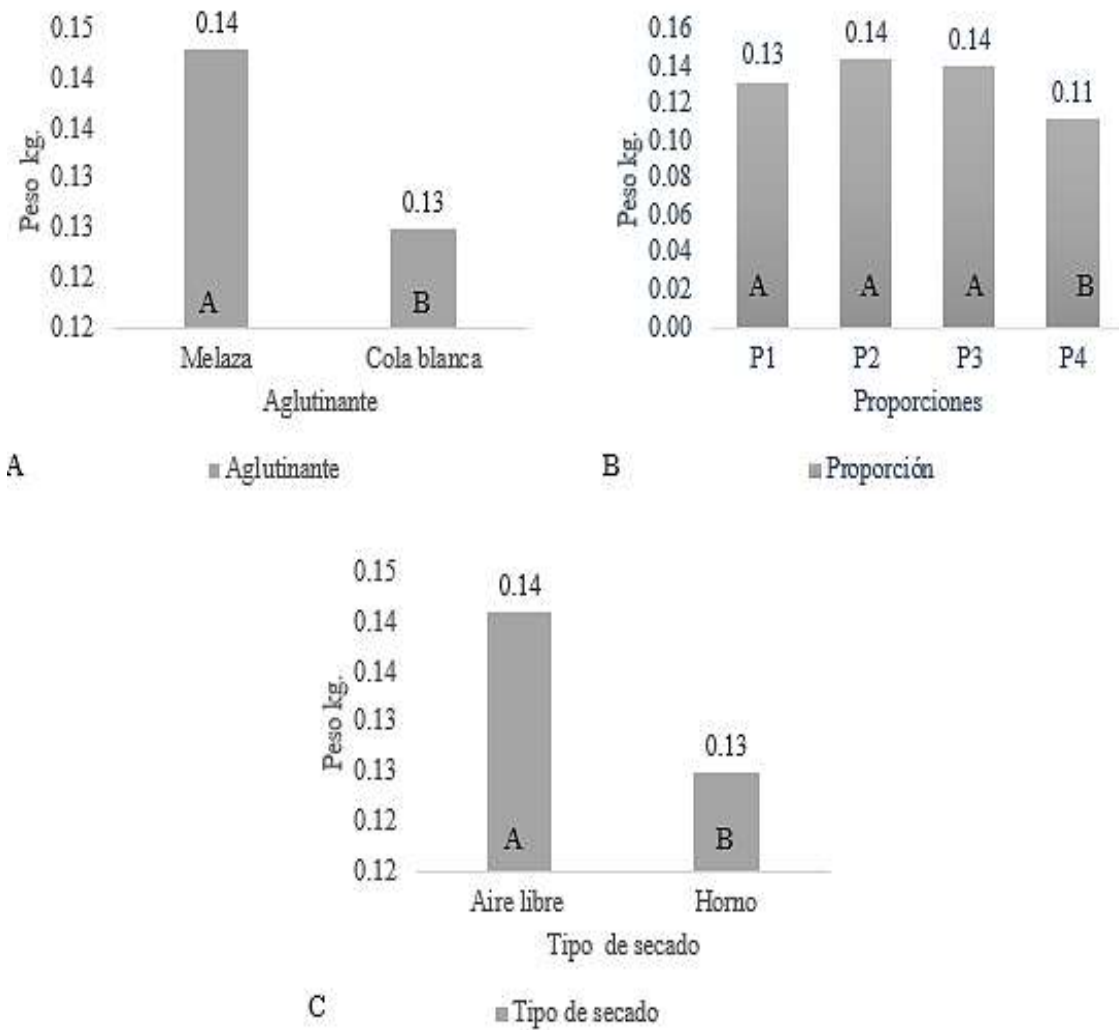 0.15
0.14
0.14
0.13
0.13
0.12
0.12
Peso kg.
0.14
0.13
A
B
Melaza Cola blanca
Aglutinante
A
Aglutinante
0.16
0.14
0.12
0.10
0.08
0.06
0.04
0.02
0.00
Peso kg.
0.13
0.14
0.14
0.11
A A A B
P1 P2 P3 P4
Proporciones
B
Proporción
0.15
0.14
0.14
0.13
0.13
0.12
0.12
Peso kg.
0.14
0.13
A B
Aire libre Horno
Tipo de secado
C
Tipo de secado